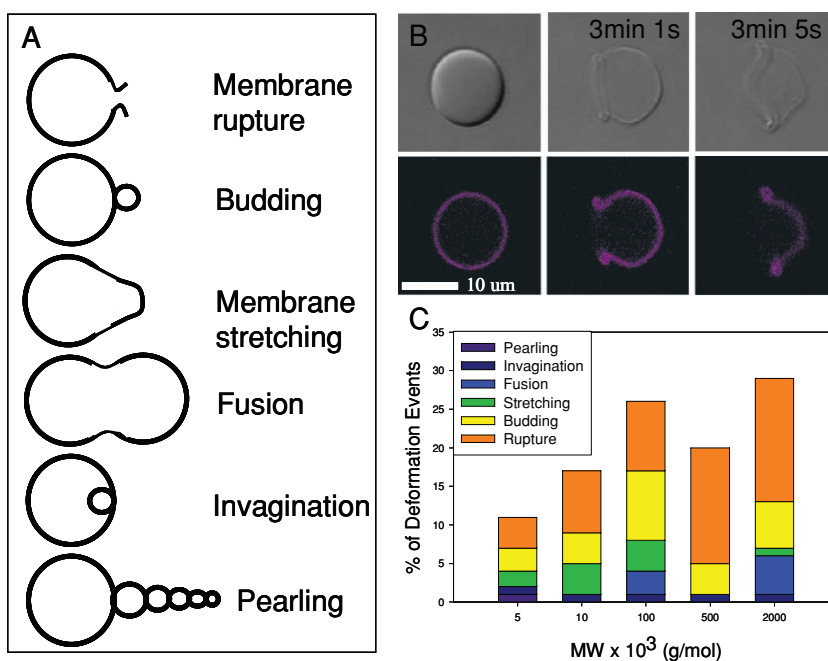 A
Membrane
rupture
Budding
Membrane
stretching
Fusion
Invagination
Pearling
B
3min 1s
3min 5s
10 um
C
35
30
25
20
15
10
5
0
% of Deformation Events
Pearling
Invagination
Fusion
Stretching
Budding
Rupture
5 10 100 500 2000
MW x 10³ (g/mol)